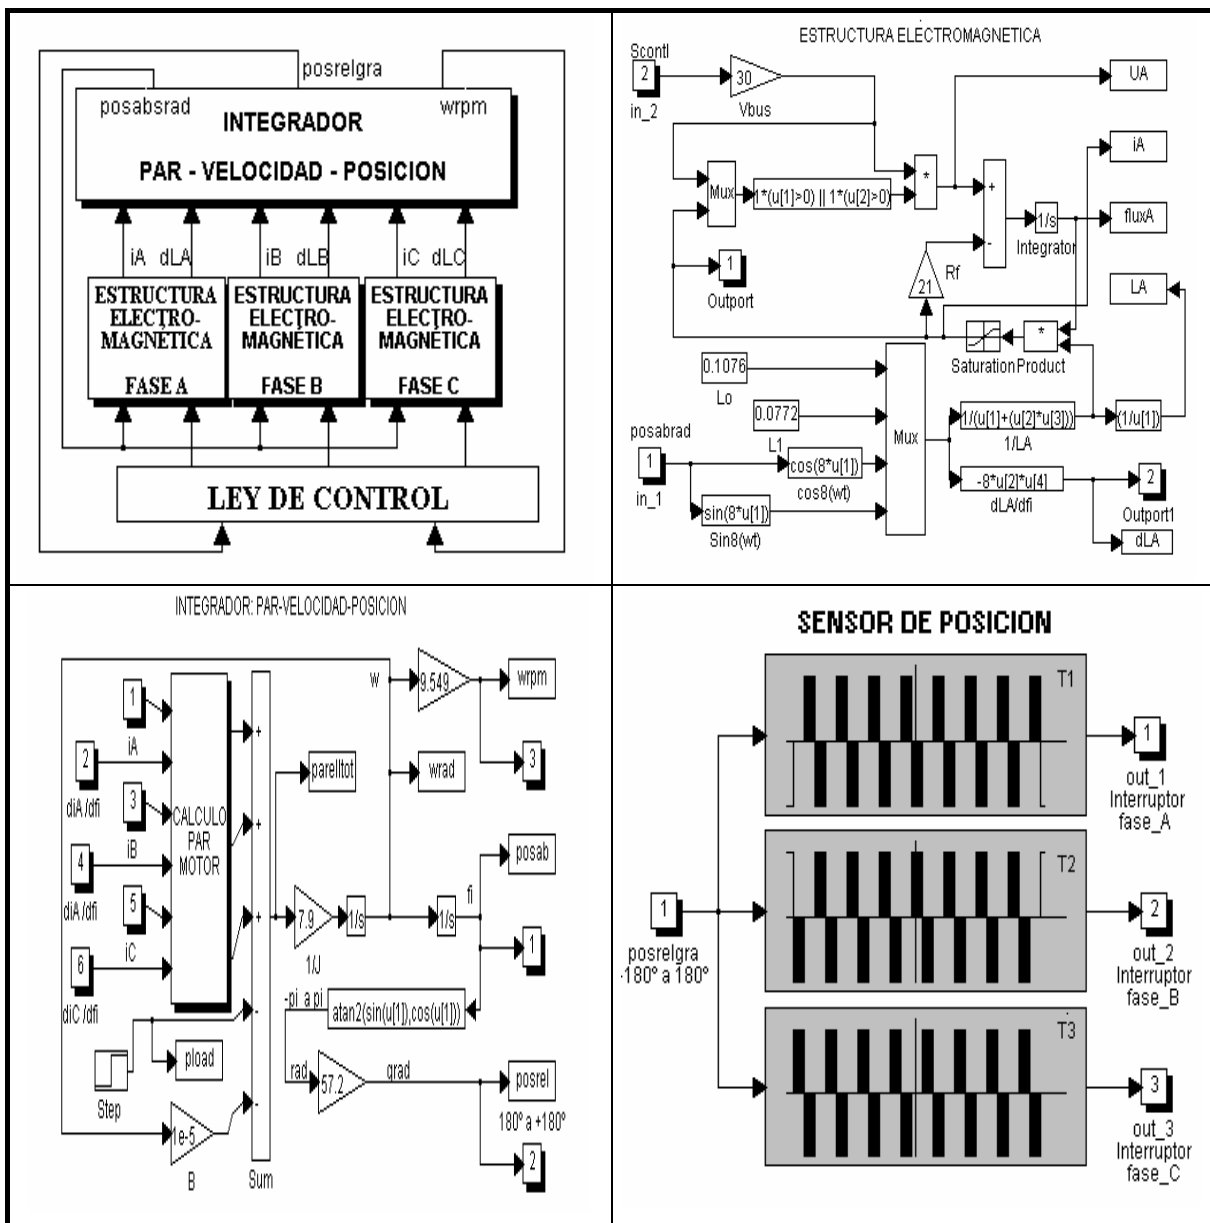 posrelgra
posabsrad
wrpm
INTEGRADOR
PAR - VELOCIDAD - POSICION
iA dLA
iB dLB
iC dLC
ESTRUCTURA
ELECTRO-
MAGNÉTICA
FASE A
ESTRUCTURA
ELECTRO-
MAGNÉTICA
FASE B
ESTRUCTURA
ELECTRO-
MAGNÉTICA
FASE C
LEY DE CONTROL
ESTRUCTURA ELECTROMAGNETICA
Scontl
2
in_2
30
Vbus
UA
iA
Mux
1*(u[1]>0) || 1*(u[2]>0)
*
+
-
1/s
Integrator
fluxA
1
Outport
21
Rf
LA
Saturation
*
Product
0.1076
Lo
0.0772
L1
Mux
posabrad
1
in_1
cos(8*u[1])
cos8(wt)
sin(8*u[1])
Sin8(wt)
1/(u[1]+(u[2]*u[3]))
1/LA
(1/u[1])
-8*u[2]*u[4]
dLA/dfi
2
Outport1
dLA
INTEGRADOR: PAR-VELOCIDAD-POSICION
w
9.549
wrpm
1
iA
2
diA/dfi
3
iB
4
diA/dfi
5
iC
6
diC/dfi
CALCULO
PAR
MOTOR
+
+
+
-
-
parelltot
wrad
3
posab
7.9
1/J
1/s
1/s
fi
1
-pi a pi
atan2(sin(u[1]),cos(u[1]))
rad
57.2
grad
posrel
180º a +180º
2
Step
pload
1e-5
B
Sum
SENSOR DE POSICION
T1
1
out_1
Interruptor
fase_A
T2
1
posrelgra
-180º a 180º
2
out_2
Interruptor
fase_B
T3
3
out_3
Interruptor
fase_C